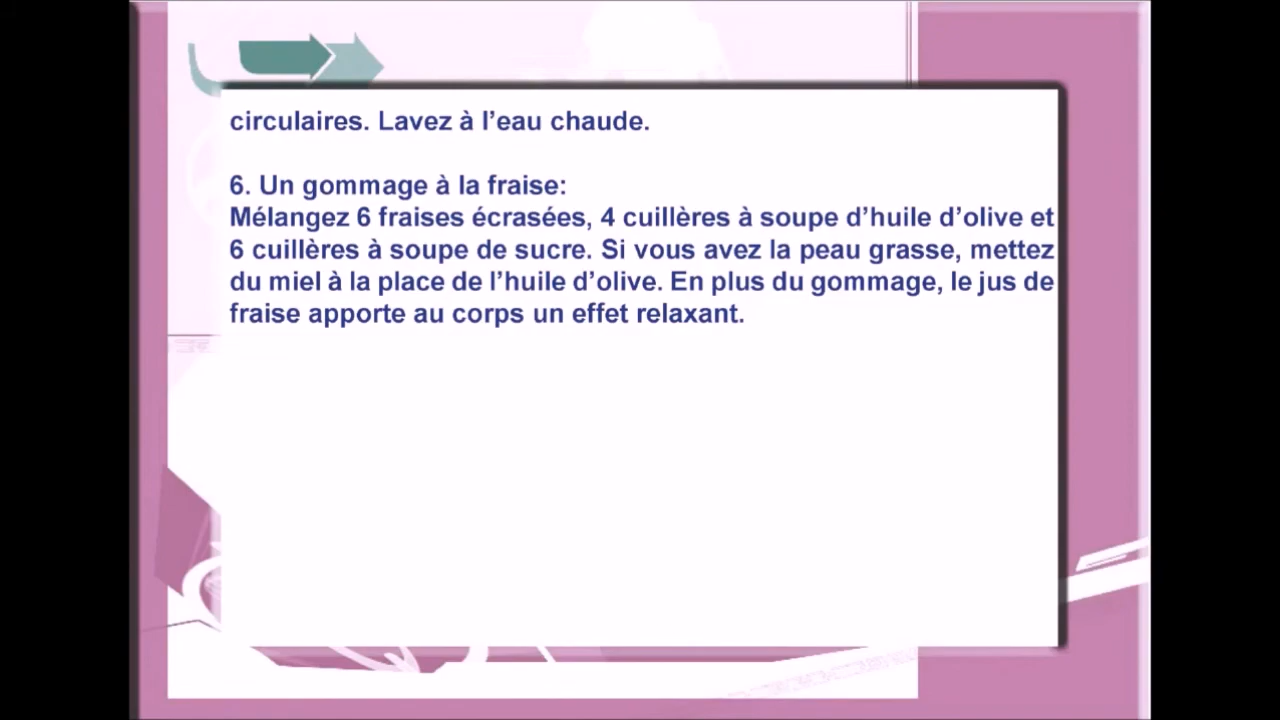 circulaires. Lavez à l’eau chaude.
6. Un gommage à la fraise:
Mélangez 6 fraises écrasées, 4 cuillères à soupe d’huile d’olive et
6 cuillères à soupe de sucre. Si vous avez la peau grasse, mettez
du miel à la place de l’huile d’olive. En plus du gommage, le jus de
fraise apporte au corps un effet relaxant.